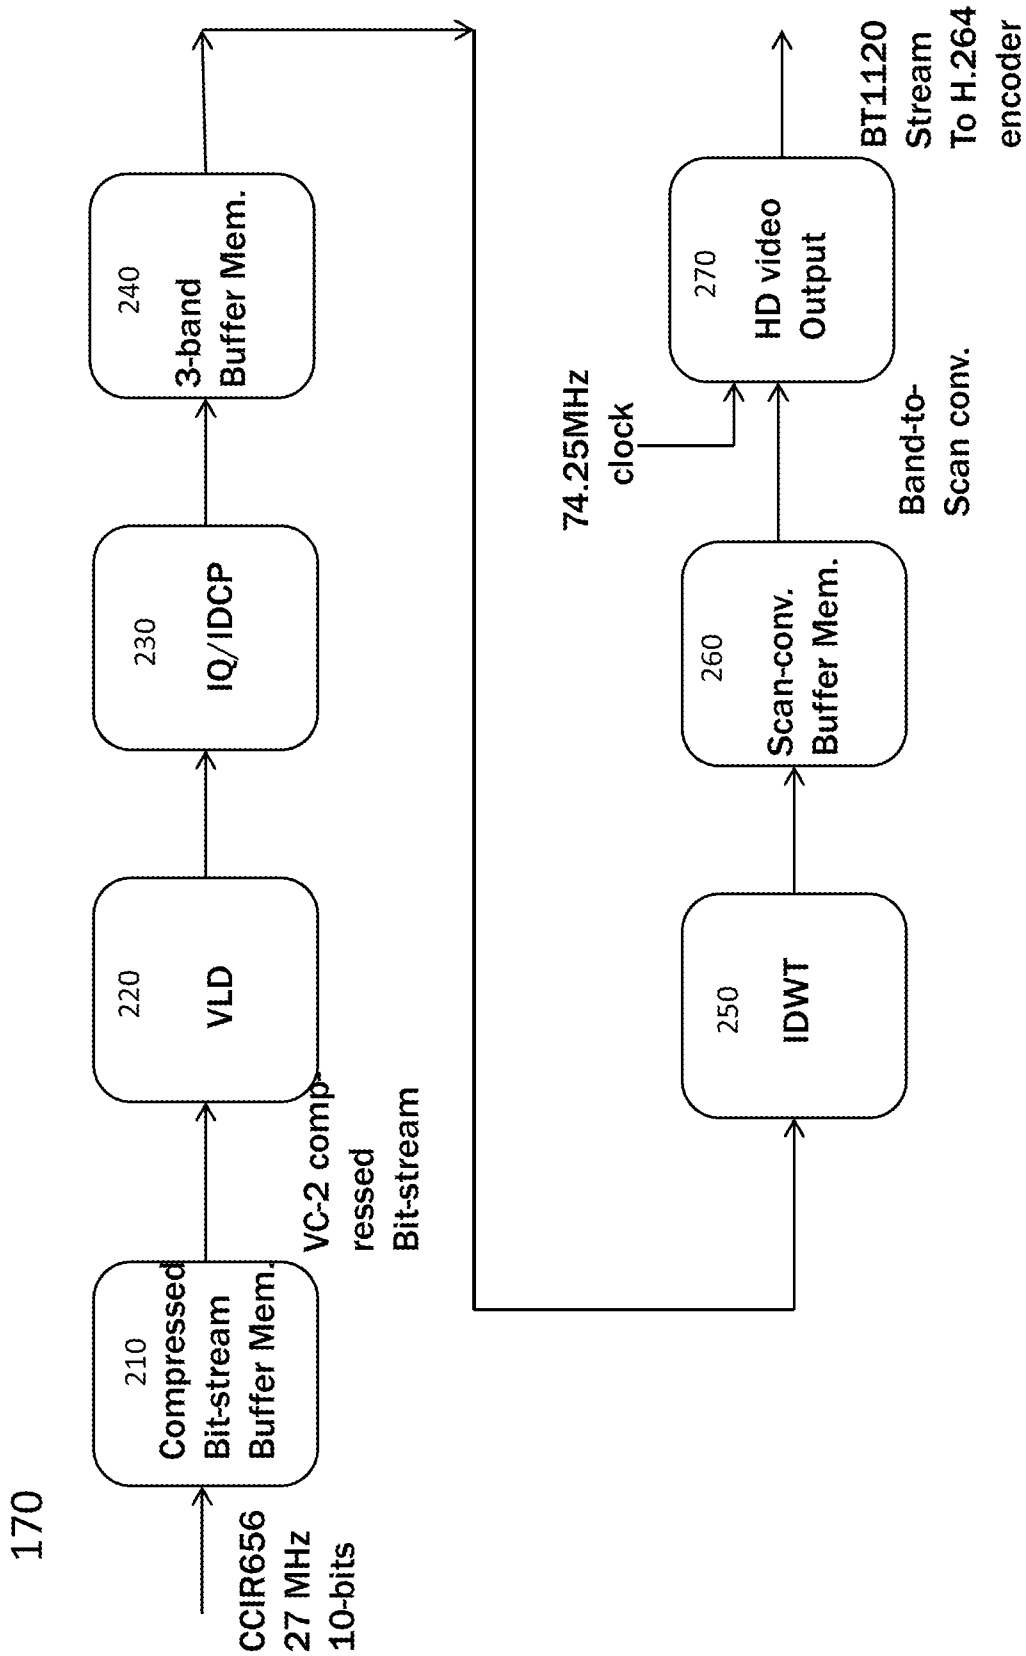 170
CCIR656
27 MHz
10-bits
210
Compressed
Bit-stream
Buffer Mem.
VC-2 comp-
ressed
Bit-stream
220
VLD
230
IQ/IDCP
240
3-band
Buffer Mem.
250
IDWT
260
Scan-conv.
Buffer Mem.
Band-to-
Scan conv.
74.25MHz
clock
270
HD video
Output
BT1120
Stream
To H.264
encoder